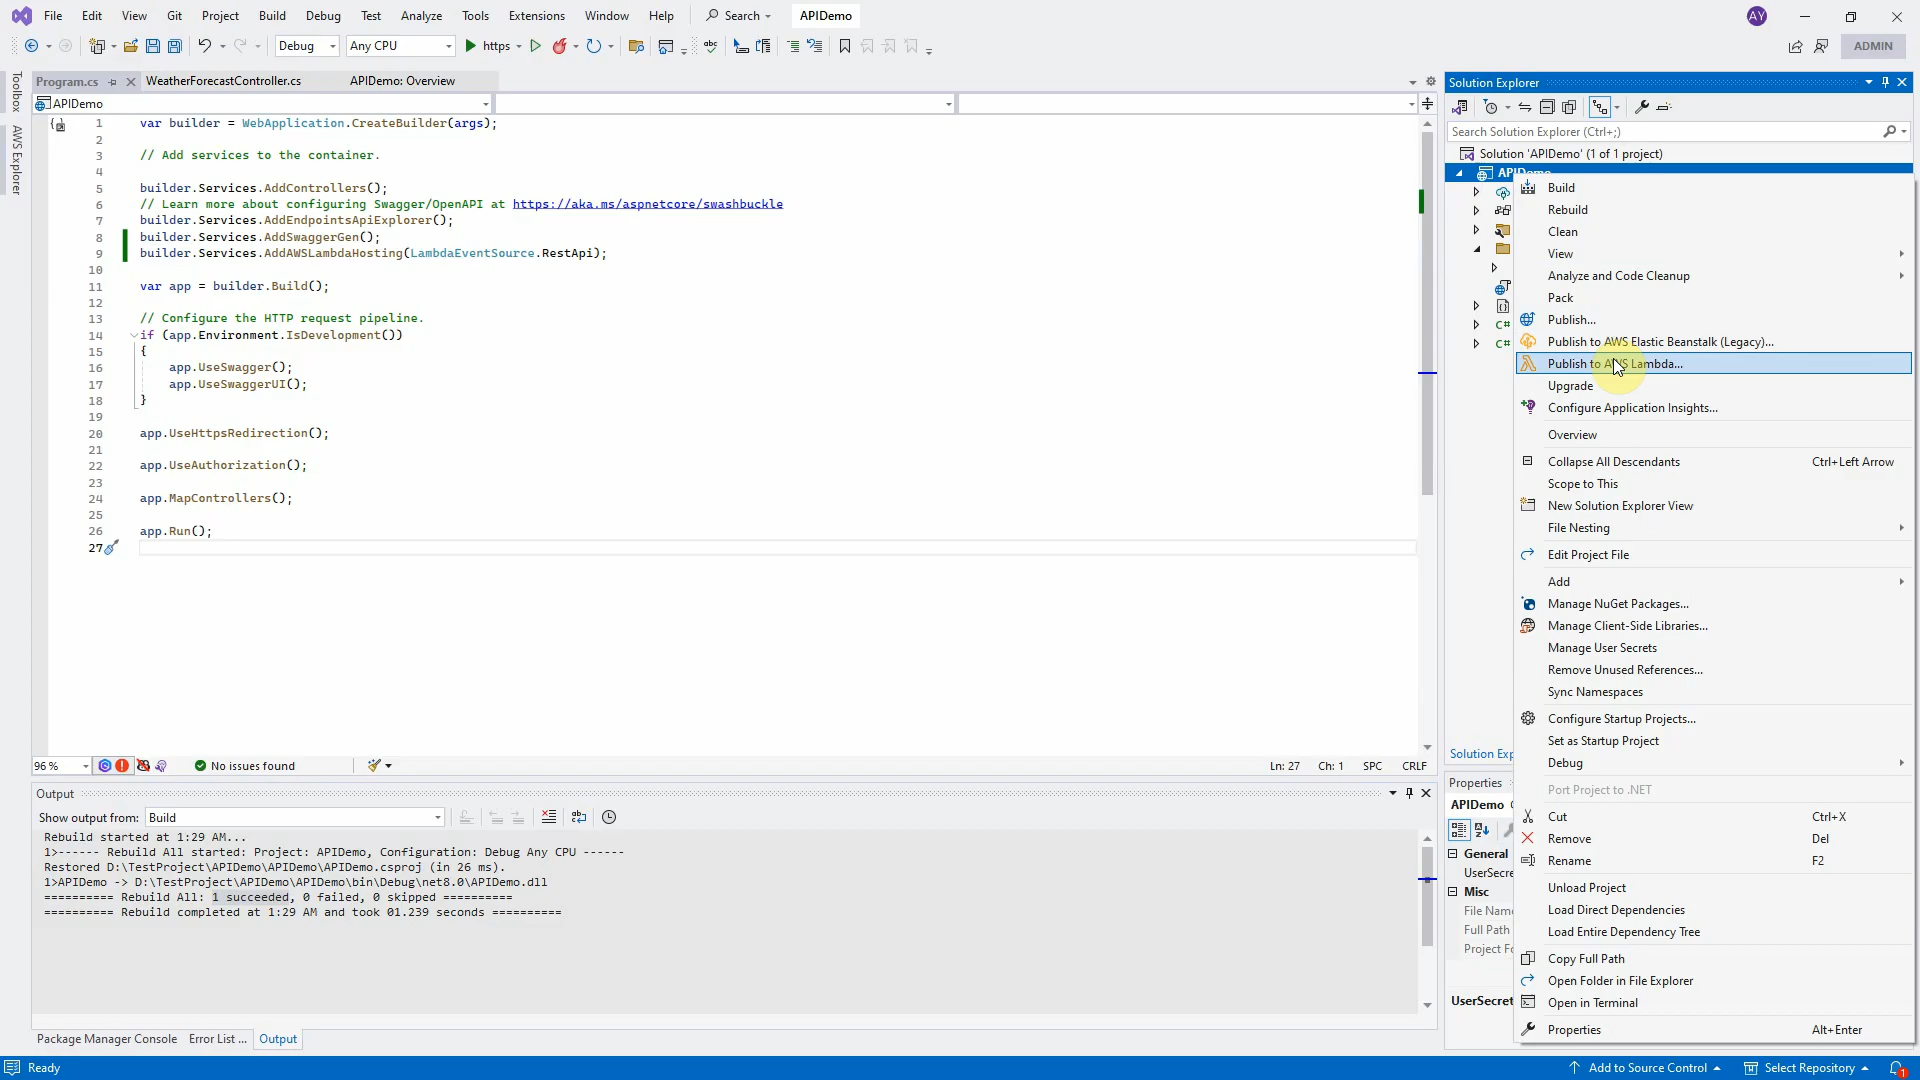 File Edit View Git Project Build Debug Test Analyze Tools Extensions Window Help Search APIDemo AY
Debug Any CPU https ADMIN
Toolbox
AWS Explorer
Program.cs WeatherForecastController.cs APIDemo: Overview
APIDemo
1 var builder = WebApplication.CreateBuilder(args);
2
3 // Add services to the container.
4
5 builder.Services.AddControllers();
6 // Learn more about configuring Swagger/OpenAPI at https://aka.ms/aspnetcore/swashbuckle
7 builder.Services.AddEndpointsApiExplorer();
8 builder.Services.AddSwaggerGen();
9 builder.Services.AddAWSLambdaHosting(LambdaEventSource.RestApi);
10
11 var app = builder.Build();
12
13 // Configure the HTTP request pipeline.
14 if (app.Environment.IsDevelopment())
15 {
16 app.UseSwagger();
17 app.UseSwaggerUI();
18 }
19
20 app.UseHttpsRedirection();
21
22 app.UseAuthorization();
23
24 app.MapControllers();
25
26 app.Run();
27
96 % No issues found Ln: 27 Ch: 1 SPC CRLF
Output
Show output from: Build
Rebuild started at 1:29 AM...
1>------ Rebuild All started: Project: APIDemo, Configuration: Debug Any CPU ------
Restored D:\TestProject\APIDemo\APIDemo\APIDemo.csproj (in 26 ms).
1>APIDemo -> D:\TestProject\APIDemo\APIDemo\bin\Debug\net8.0\APIDemo.dll
========== Rebuild All: 1 succeeded, 0 failed, 0 skipped ==========
========== Rebuild completed at 1:29 AM and took 01.239 seconds ==========
Package Manager Console Error List ... Output
Solution Explorer
Search Solution Explorer (Ctrl+;)
Solution 'APIDemo' (1 of 1 project)
APIDemo
C#
C#
Solution Exp
Properties
APIDemo
General
UserSecre
Misc
File Name
Full Path
Project Fo
UserSecret
Build
Rebuild
Clean
View
Analyze and Code Cleanup
Pack
Publish...
Publish to AWS Elastic Beanstalk (Legacy)...
Publish to AWS Lambda...
Upgrade
Configure Application Insights...
Overview
Collapse All Descendants Ctrl+Left Arrow
Scope to This
New Solution Explorer View
File Nesting
Edit Project File
Add
Manage NuGet Packages...
Manage Client-Side Libraries...
Manage User Secrets
Remove Unused References...
Sync Namespaces
Configure Startup Projects...
Set as Startup Project
Debug
Port Project to .NET
Cut Ctrl+X
Remove Del
Rename F2
Unload Project
Load Direct Dependencies
Load Entire Dependency Tree
Copy Full Path
Open Folder in File Explorer
Open in Terminal
Properties Alt+Enter
Ready Add to Source Control Select Repository 1